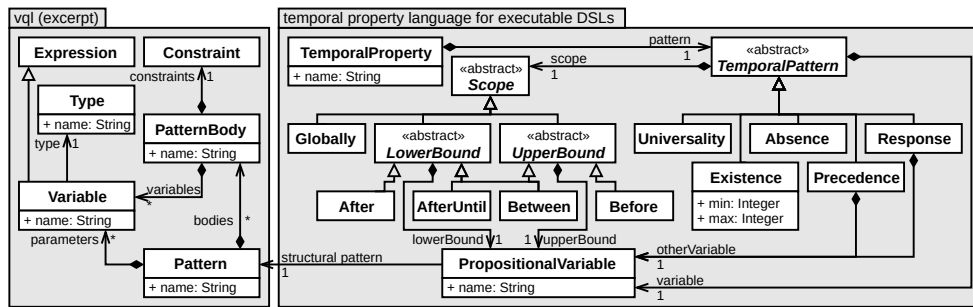 vql (excerpt)
Expression
Constraint
constraints
1
Type
+ name: String
type
1
PatternBody
+ name: String
variables
*
Variable
+ name: String
parameters
*
bodies
*
Pattern
+ name: String
temporal property language for executable DSLs
TemporalProperty
+ name: String
pattern
1
scope
1
«abstract»
Scope
«abstract»
TemporalPattern
Globally
«abstract»
LowerBound
«abstract»
UpperBound
Universality
Absence
Response
Existence
+ min: Integer
+ max: Integer
Precedence
After
AfterUntil
Between
Before
lowerBound
1
1
upperBound
structural pattern
1
PropositionalVariable
+ name: String
otherVariable
1
variable
1